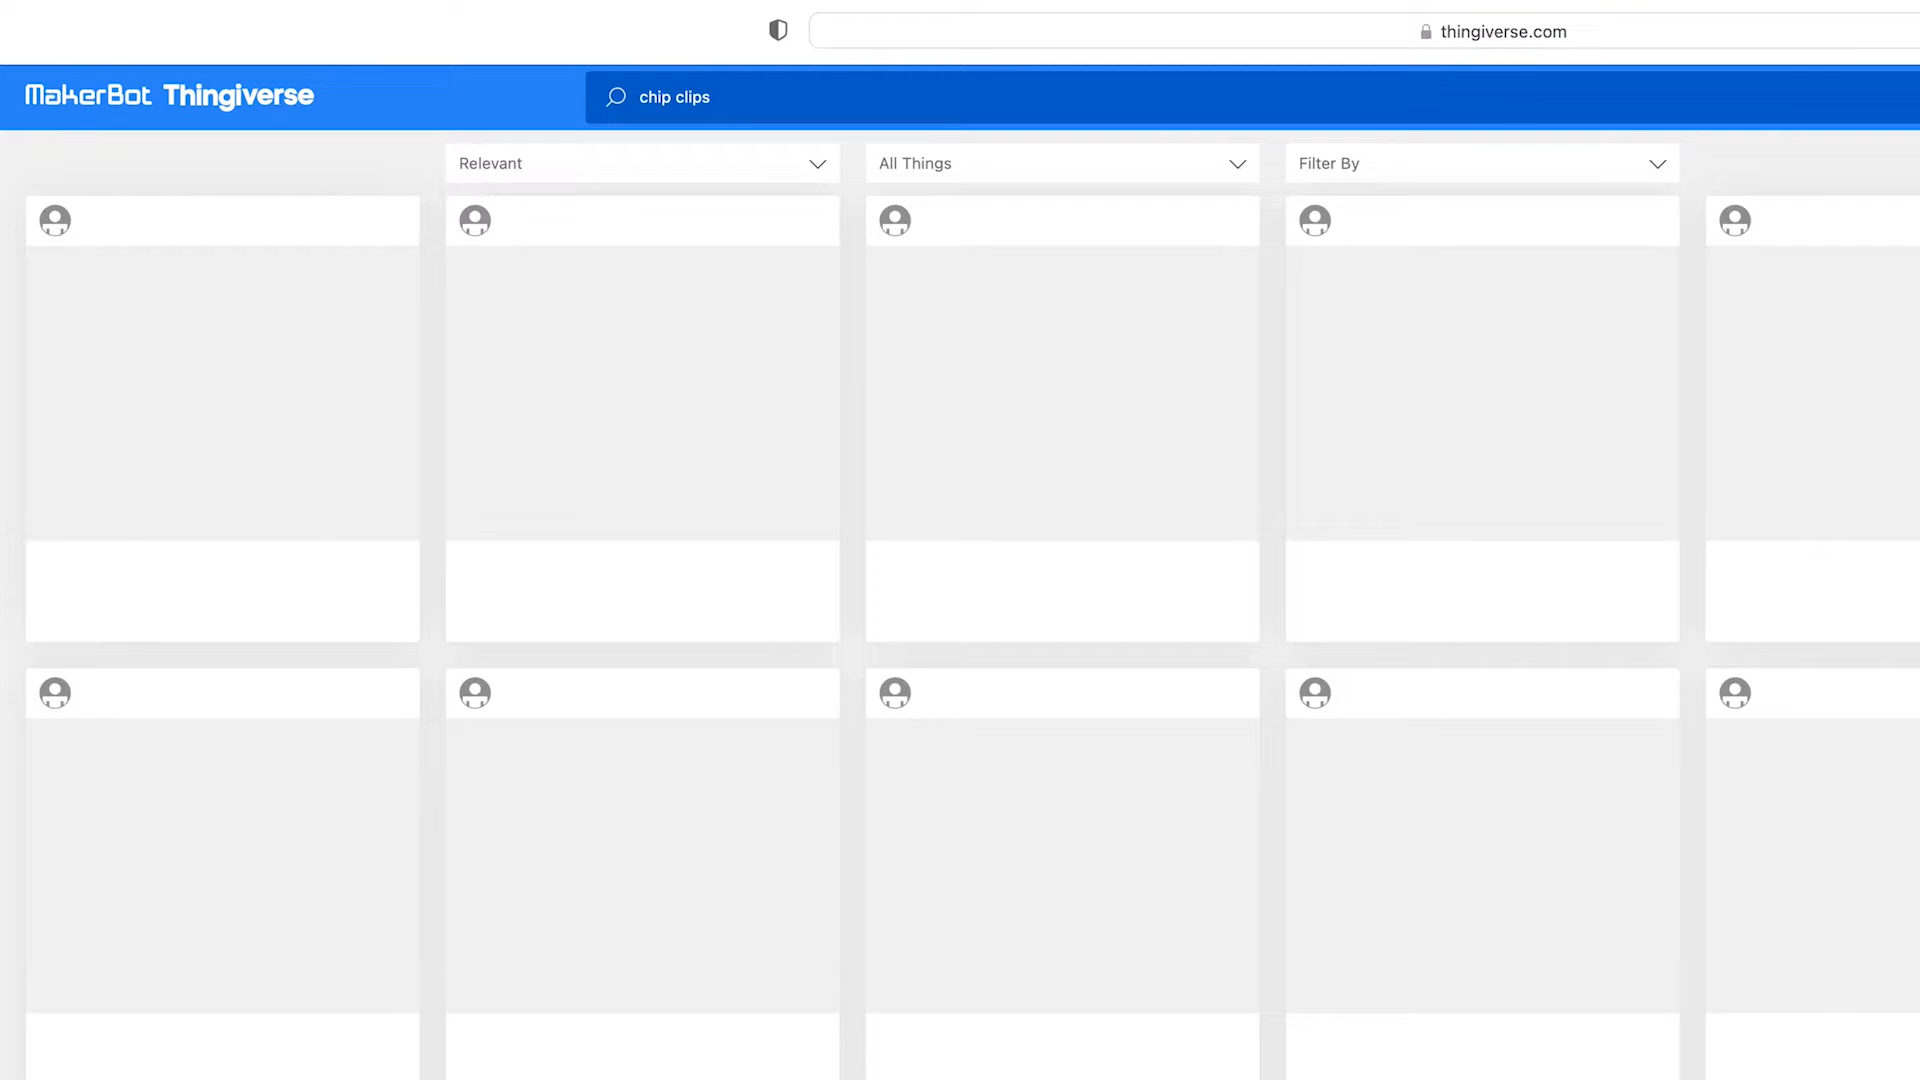 thingiverse.com
MakerBot Thingiverse
chip clips
Relevant
All Things
Filter By